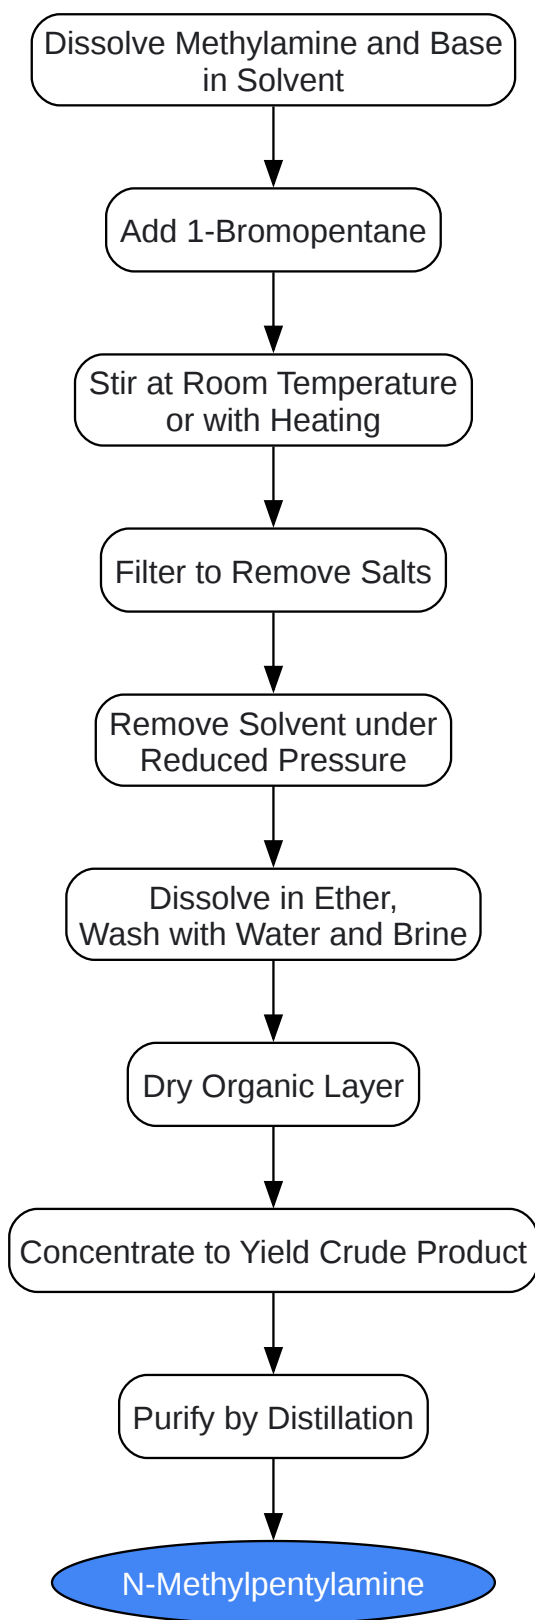 Dissolve Methylamine and Base
in Solvent
Add 1-Bromopentane
Stir at Room Temperature
or with Heating
Filter to Remove Salts
Remove Solvent under
Reduced Pressure
Dissolve in Ether,
Wash with Water and Brine
Dry Organic Layer
Concentrate to Yield Crude Product
Purify by Distillation
N-Methylpentylamine